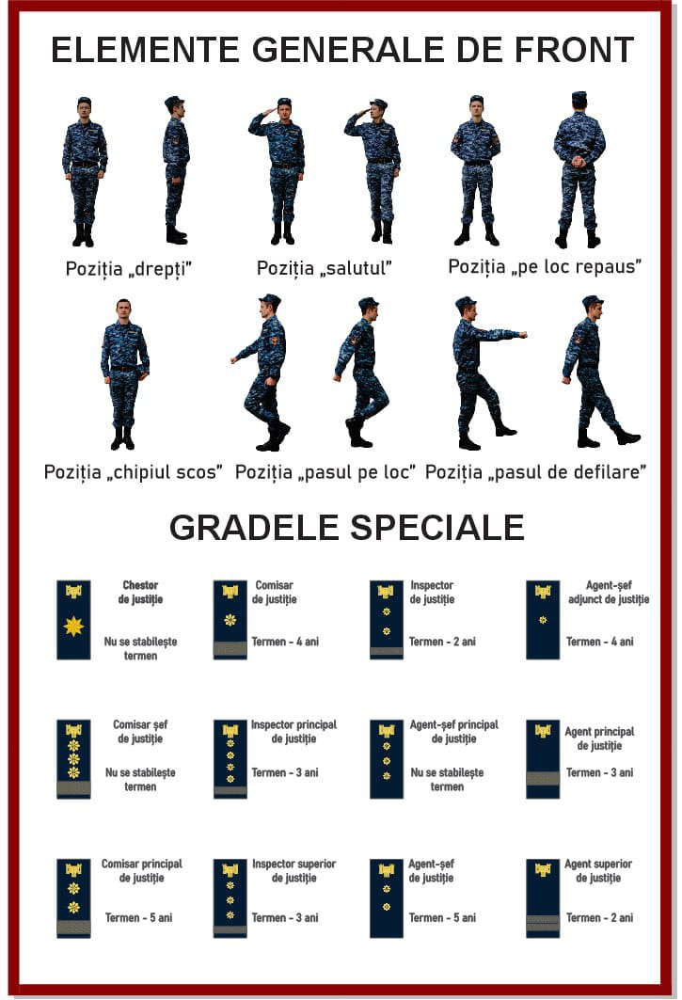 ELEMENTE GENERALE DE FRONT
Poziția „drepți”
Poziția „salutul”
Poziția „pe loc repaus”
Poziția „chipiul scos”
Poziția „pasul pe loc”
Poziția „pasul de defilare”
GRADELE SPECIALE
Chestor
de justiție
Nu se stabilește
termen
Comisar
de justiție
Termen - 4 ani
Inspector
de justiție
Termen - 2 ani
Agent-șef
adjunct de justiție
Termen - 4 ani
Comisar șef
de justiție
Nu se stabilește
termen
Inspector principal
de justiție
Termen - 3 ani
Agent-șef principal
de justiție
Nu se stabilește
termen
Agent principal
de justiție
Termen - 3 ani
Comisar principal
de justiție
Termen - 5 ani
Inspector superior
de justiție
Termen - 3 ani
Agent-șef
de justiție
Termen - 5 ani
Agent superior
de justiție
Termen - 2 ani